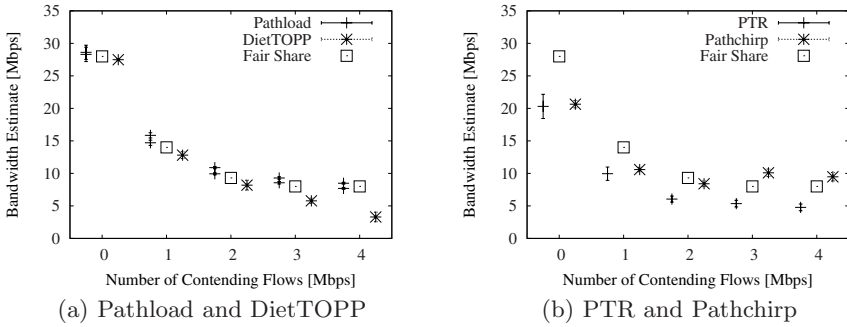 Bandwidth Estimate [Mbps]
35
30
25
20
15
10
5
0
Pathload
DietTOPP
Fair Share
0 1 2 3 4
Number of Contending Flows [Mbps]
(a) Pathload and DietTOPP
Bandwidth Estimate [Mbps]
35
30
25
20
15
10
5
0
PTR
Pathchirp
Fair Share
0 1 2 3 4
Number of Contending Flows [Mbps]
(b) PTR and Pathchirp